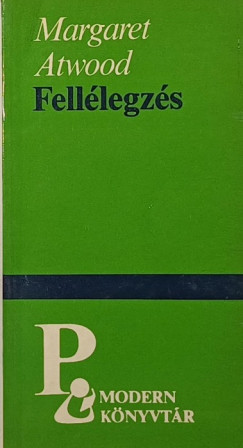 Margaret
Atwood
Fellélegzés
P
MODERN
KÖNYVTÁR